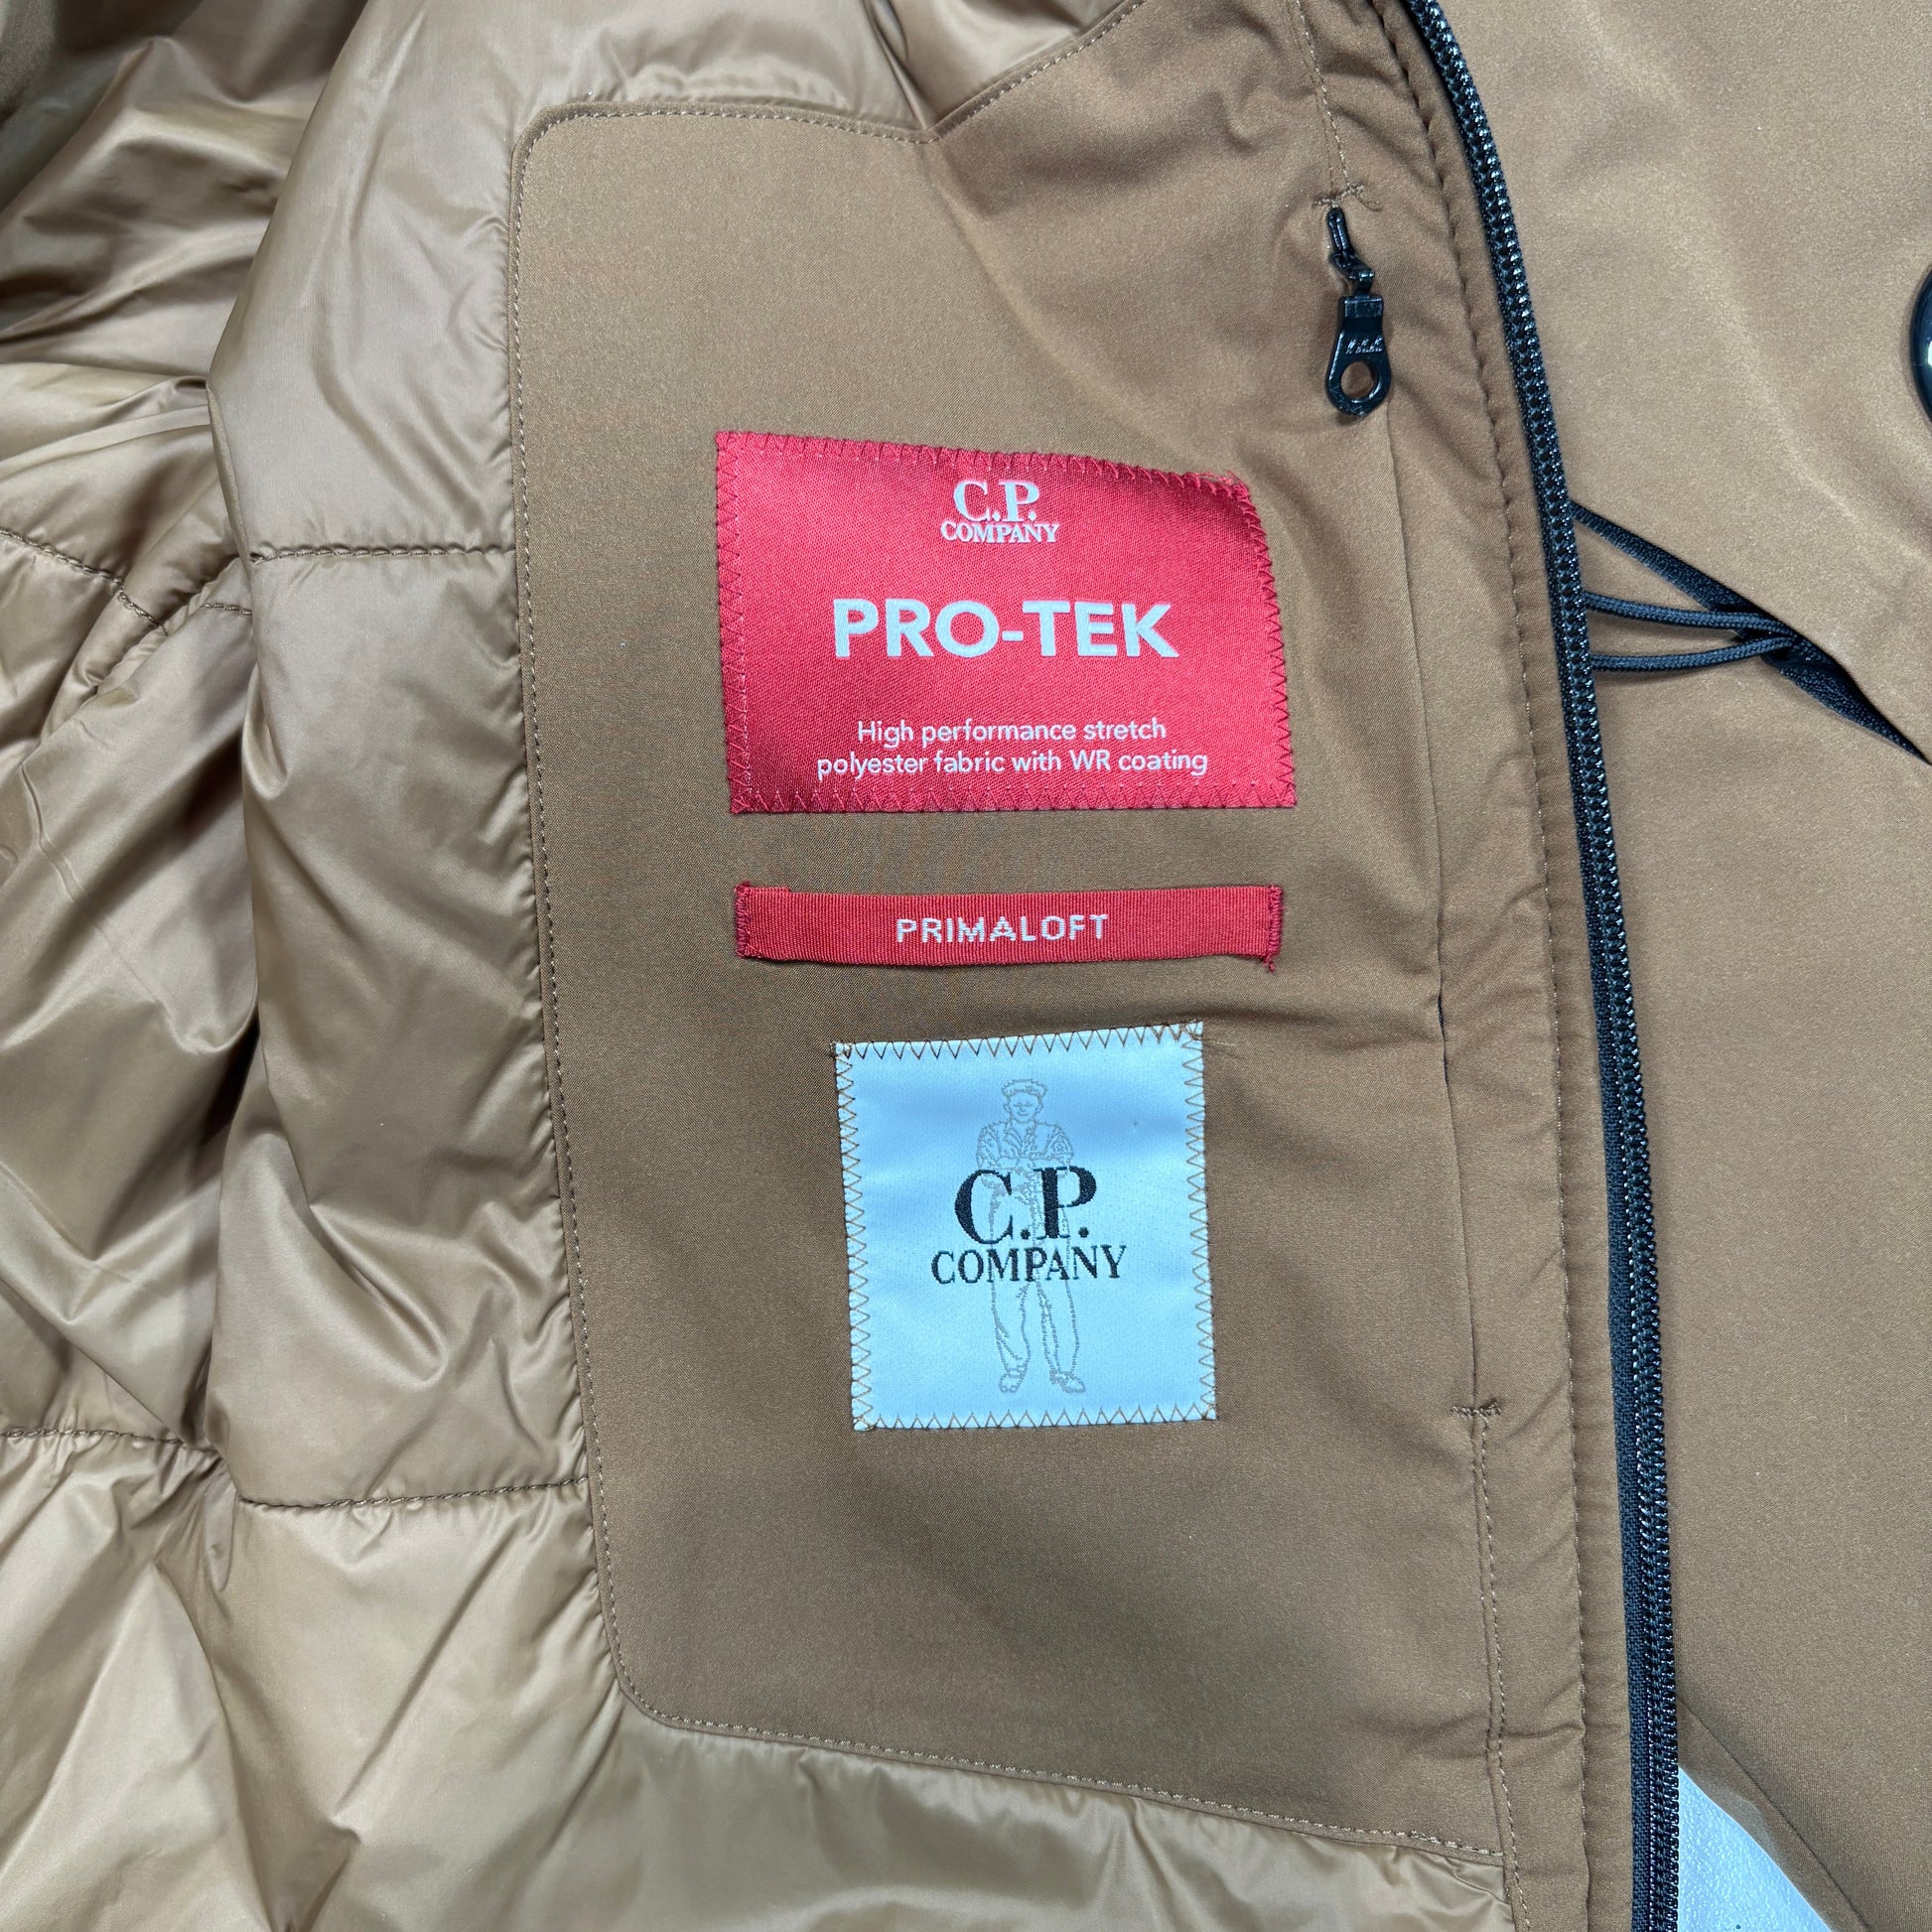 C.P.
COMPANY
PRO-TEK
High performance stretch
polyester fabric with WR coating
PRIMALOFT
C.P.
COMPANY